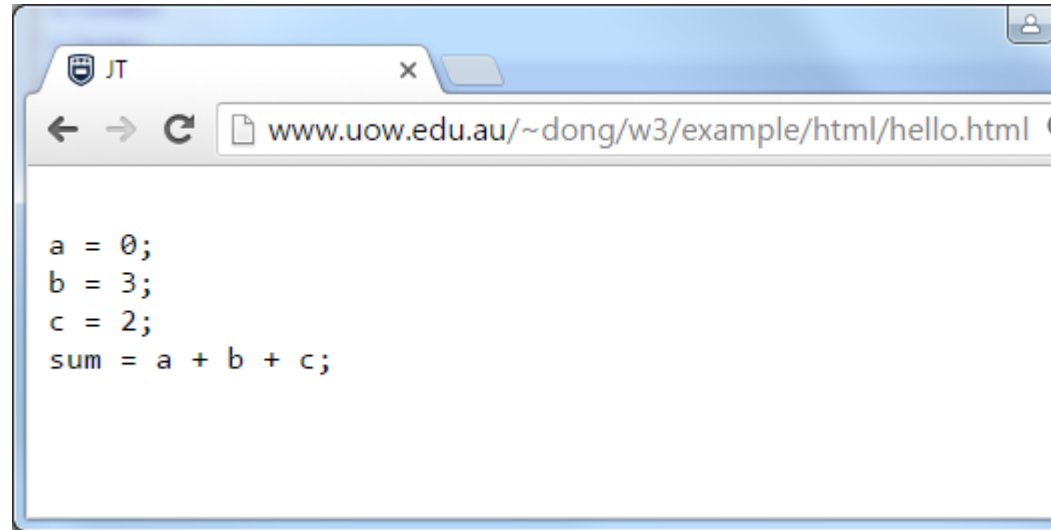 JT
www.uow.edu.au/~dong/w3/example/html/hello.html
a = 0;
b = 3;
c = 2;
sum = a + b + c;